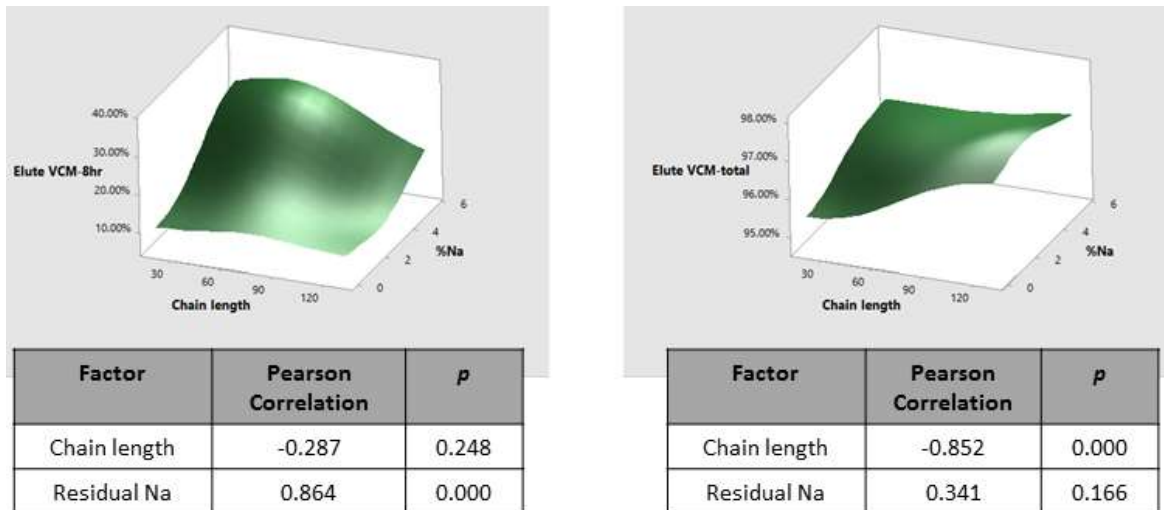 40.00%
30.00%
Elute VCM-8hr
20.00%
10.00%
30
60
90
120
Chain length
0
2
4
6
%Na
98.00%
97.00%
Elute VCM-total
96.00%
95.00%
30
60
90
120
Chain length
0
2
4
6
%Na
Factor Pearson Correlation p
Chain length -0.287 0.248
Residual Na 0.864 0.000
Factor Pearson Correlation p
Chain length -0.852 0.000
Residual Na 0.341 0.166